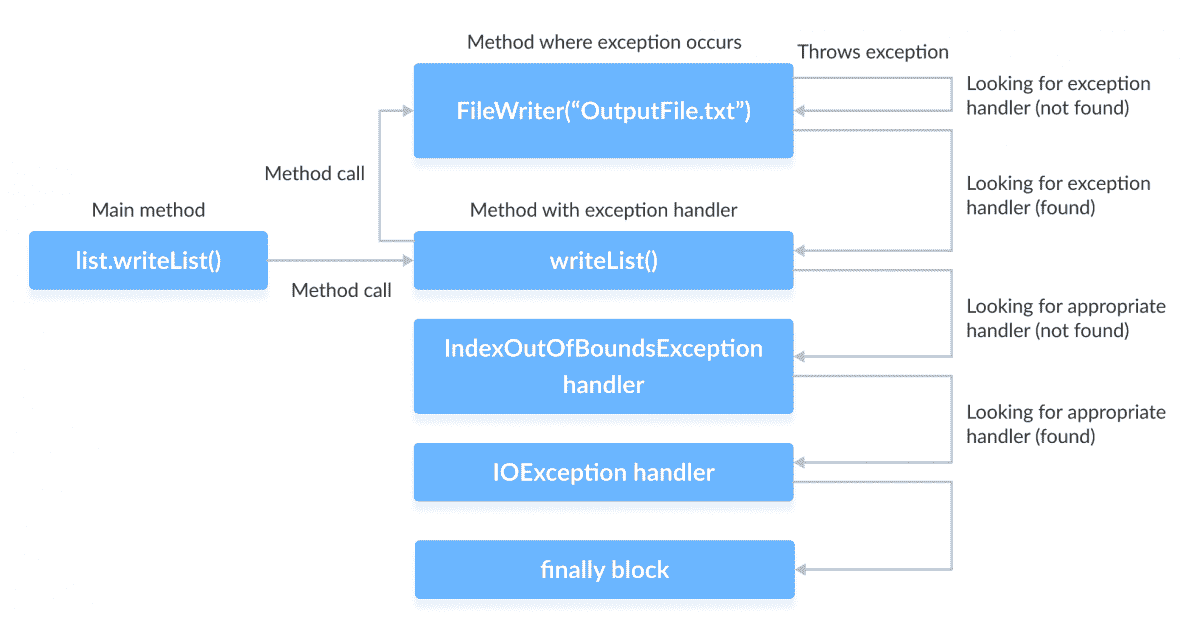 Method where exception occurs
Throws exception
FileWriter(“OutputFile.txt”)
Looking for exception
handler (not found)
Method call
Looking for exception
handler (found)
Main method
Method with exception handler
list.writeList()
writeList()
Method call
Looking for appropriate
handler (not found)
IndexOutOfBoundsException
handler
Looking for appropriate
handler (found)
IOException handler
finally block